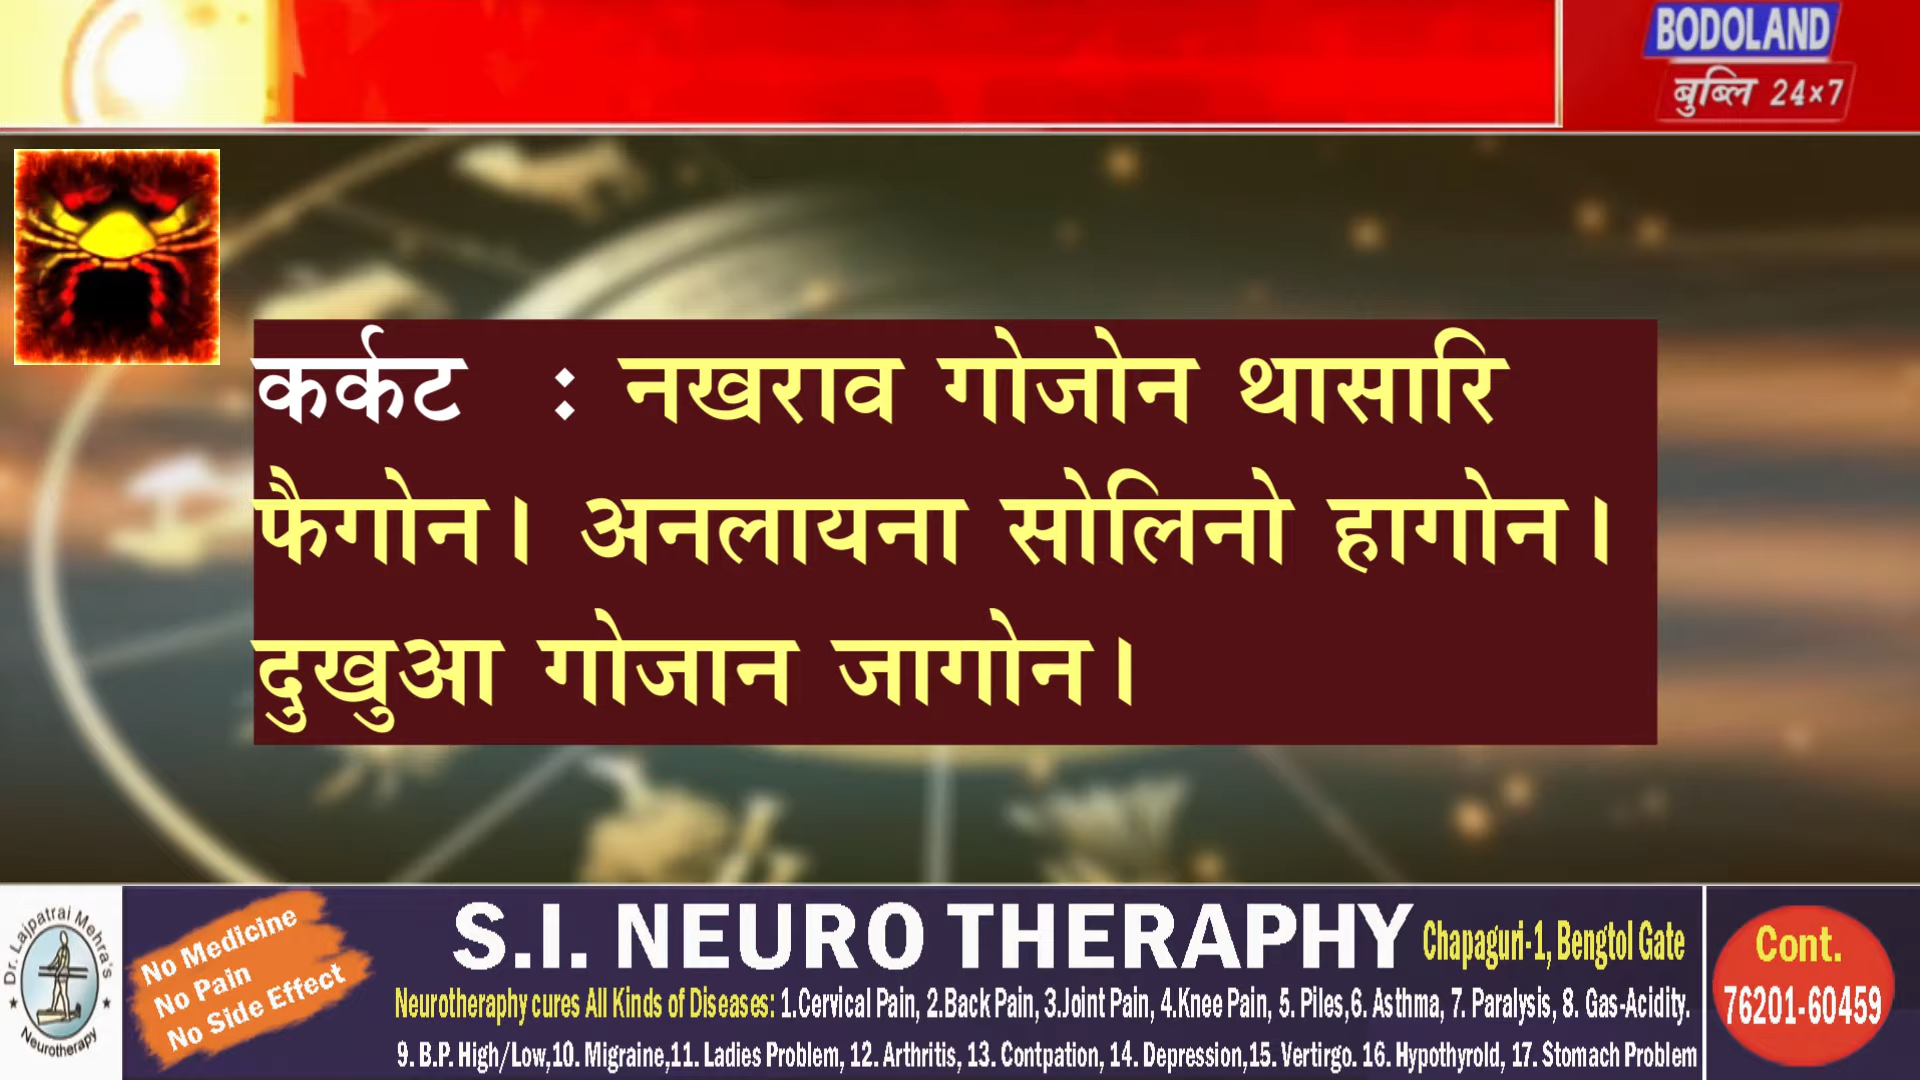 BODOLAND
बुब्लि 24×7
कर्कट : नखराव गोजोन थासारि
फैगोन। अनलायना सोलिनो हागोन।
दुखुआ गोजान जागोन।
Dr. Lajpatrai Mehra's
Neurotherapy
No Medicine
No Pain
No Side Effect
S.I. NEURO THERAPHY Chapaguri-1, Bengtol Gate
Neurotheraphy cures All Kinds of Diseases: 1.Cervical Pain, 2.Back Pain, 3.Joint Pain, 4.Knee Pain, 5. Piles,6. Asthma, 7. Paralysis, 8. Gas-Acidity.
9. B.P. High/Low,10. Migraine,11. Ladies Problem, 12. Arthritis, 13. Contpation, 14. Depression,15. Vertirgo. 16. Hypothyrold, 17. Stomach Problem
Cont.
76201-60459